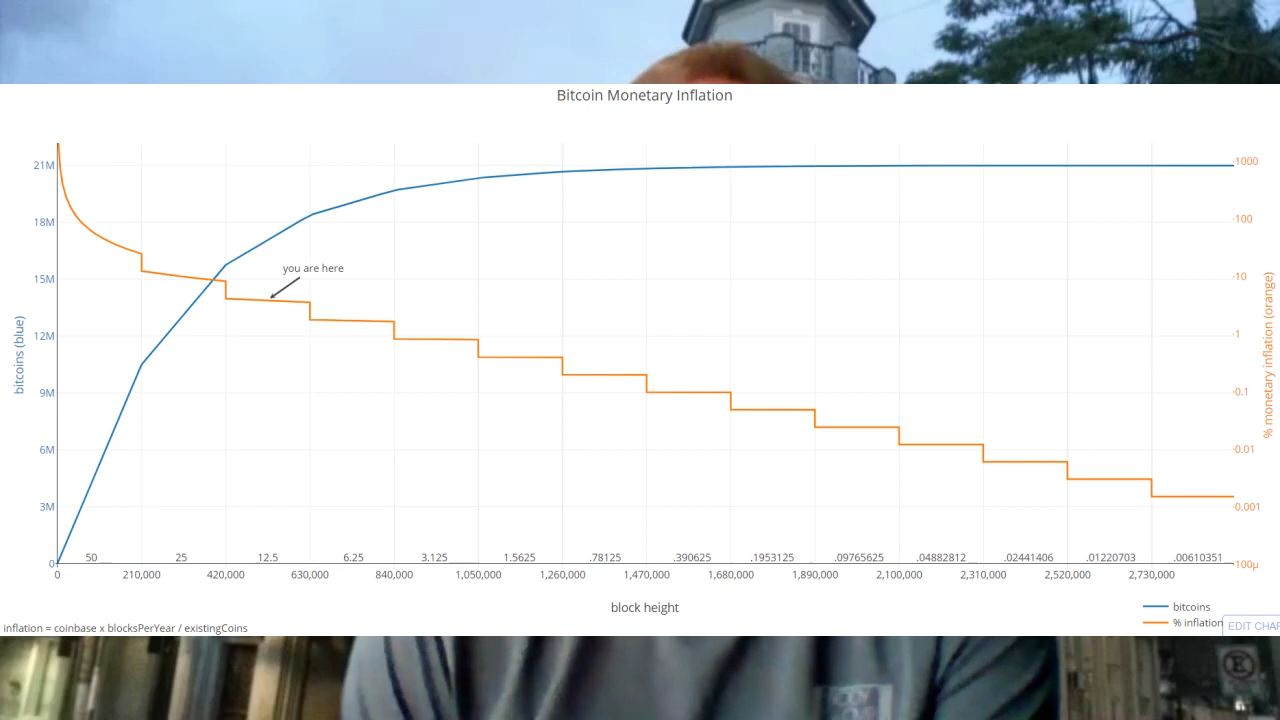 Bitcoin Monetary Inflation
21M
18M
15M
12M
9M
6M
3M
0
bitcoins (blue)
1000
100
10
1
0.1
0.01
0.001
100µ
% monetary inflation (orange)
you are here
50 25 12.5 6.25 3.125 1.5625 .78125 .390625 .1953125 .09765625 .04882812 .02441406 .01220703 .00610351
0 210,000 420,000 630,000 840,000 1,050,000 1,260,000 1,470,000 1,680,000 1,890,000 2,100,000 2,310,000 2,520,000 2,730,000
block height
bitcoins
% inflation
EDIT CHAR
inflation = coinbase x blocksPerYear / existingCoins
E